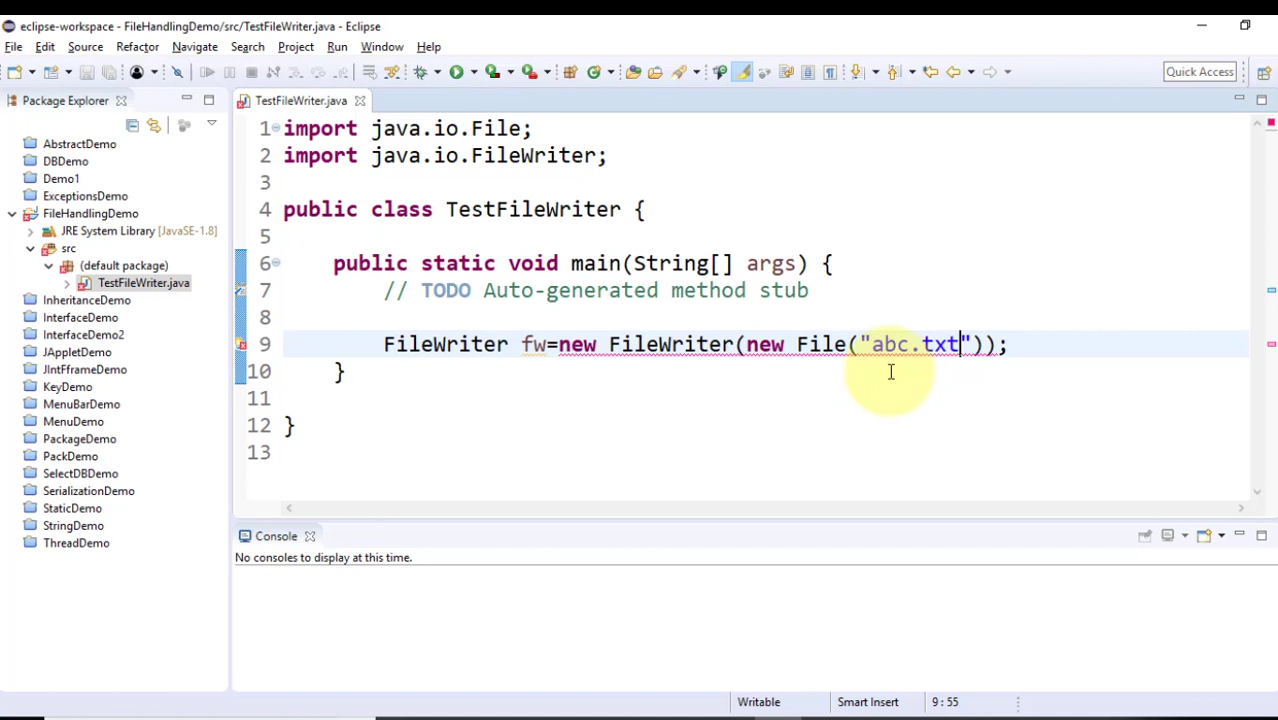 eclipse-workspace - FileHandlingDemo/src/TestFileWriter.java - Eclipse
File Edit Source Refactor Navigate Search Project Run Window Help
Quick Access
Package Explorer
AbstractDemo
DBDemo
Demo1
ExceptionsDemo
FileHandlingDemo
JRE System Library [JavaSE-1.8]
src
(default package)
TestFileWriter.java
InheritanceDemo
InterfaceDemo
InterfaceDemo2
JAppletDemo
JIntFrameDemo
KeyDemo
MenuBarDemo
MenuDemo
PackageDemo
PackDemo
SelectDBDemo
SerializationDemo
StaticDemo
StringDemo
ThreadDemo
TestFileWriter.java
1 import java.io.File;
2 import java.io.FileWriter;
3
4 public class TestFileWriter {
5
6 public static void main(String[] args) {
7 // TODO Auto-generated method stub
8
9 FileWriter fw=new FileWriter(new File("abc.txt"));
10 }
11
12 }
13
Console
No consoles to display at this time.
Writable Smart Insert 9 : 55